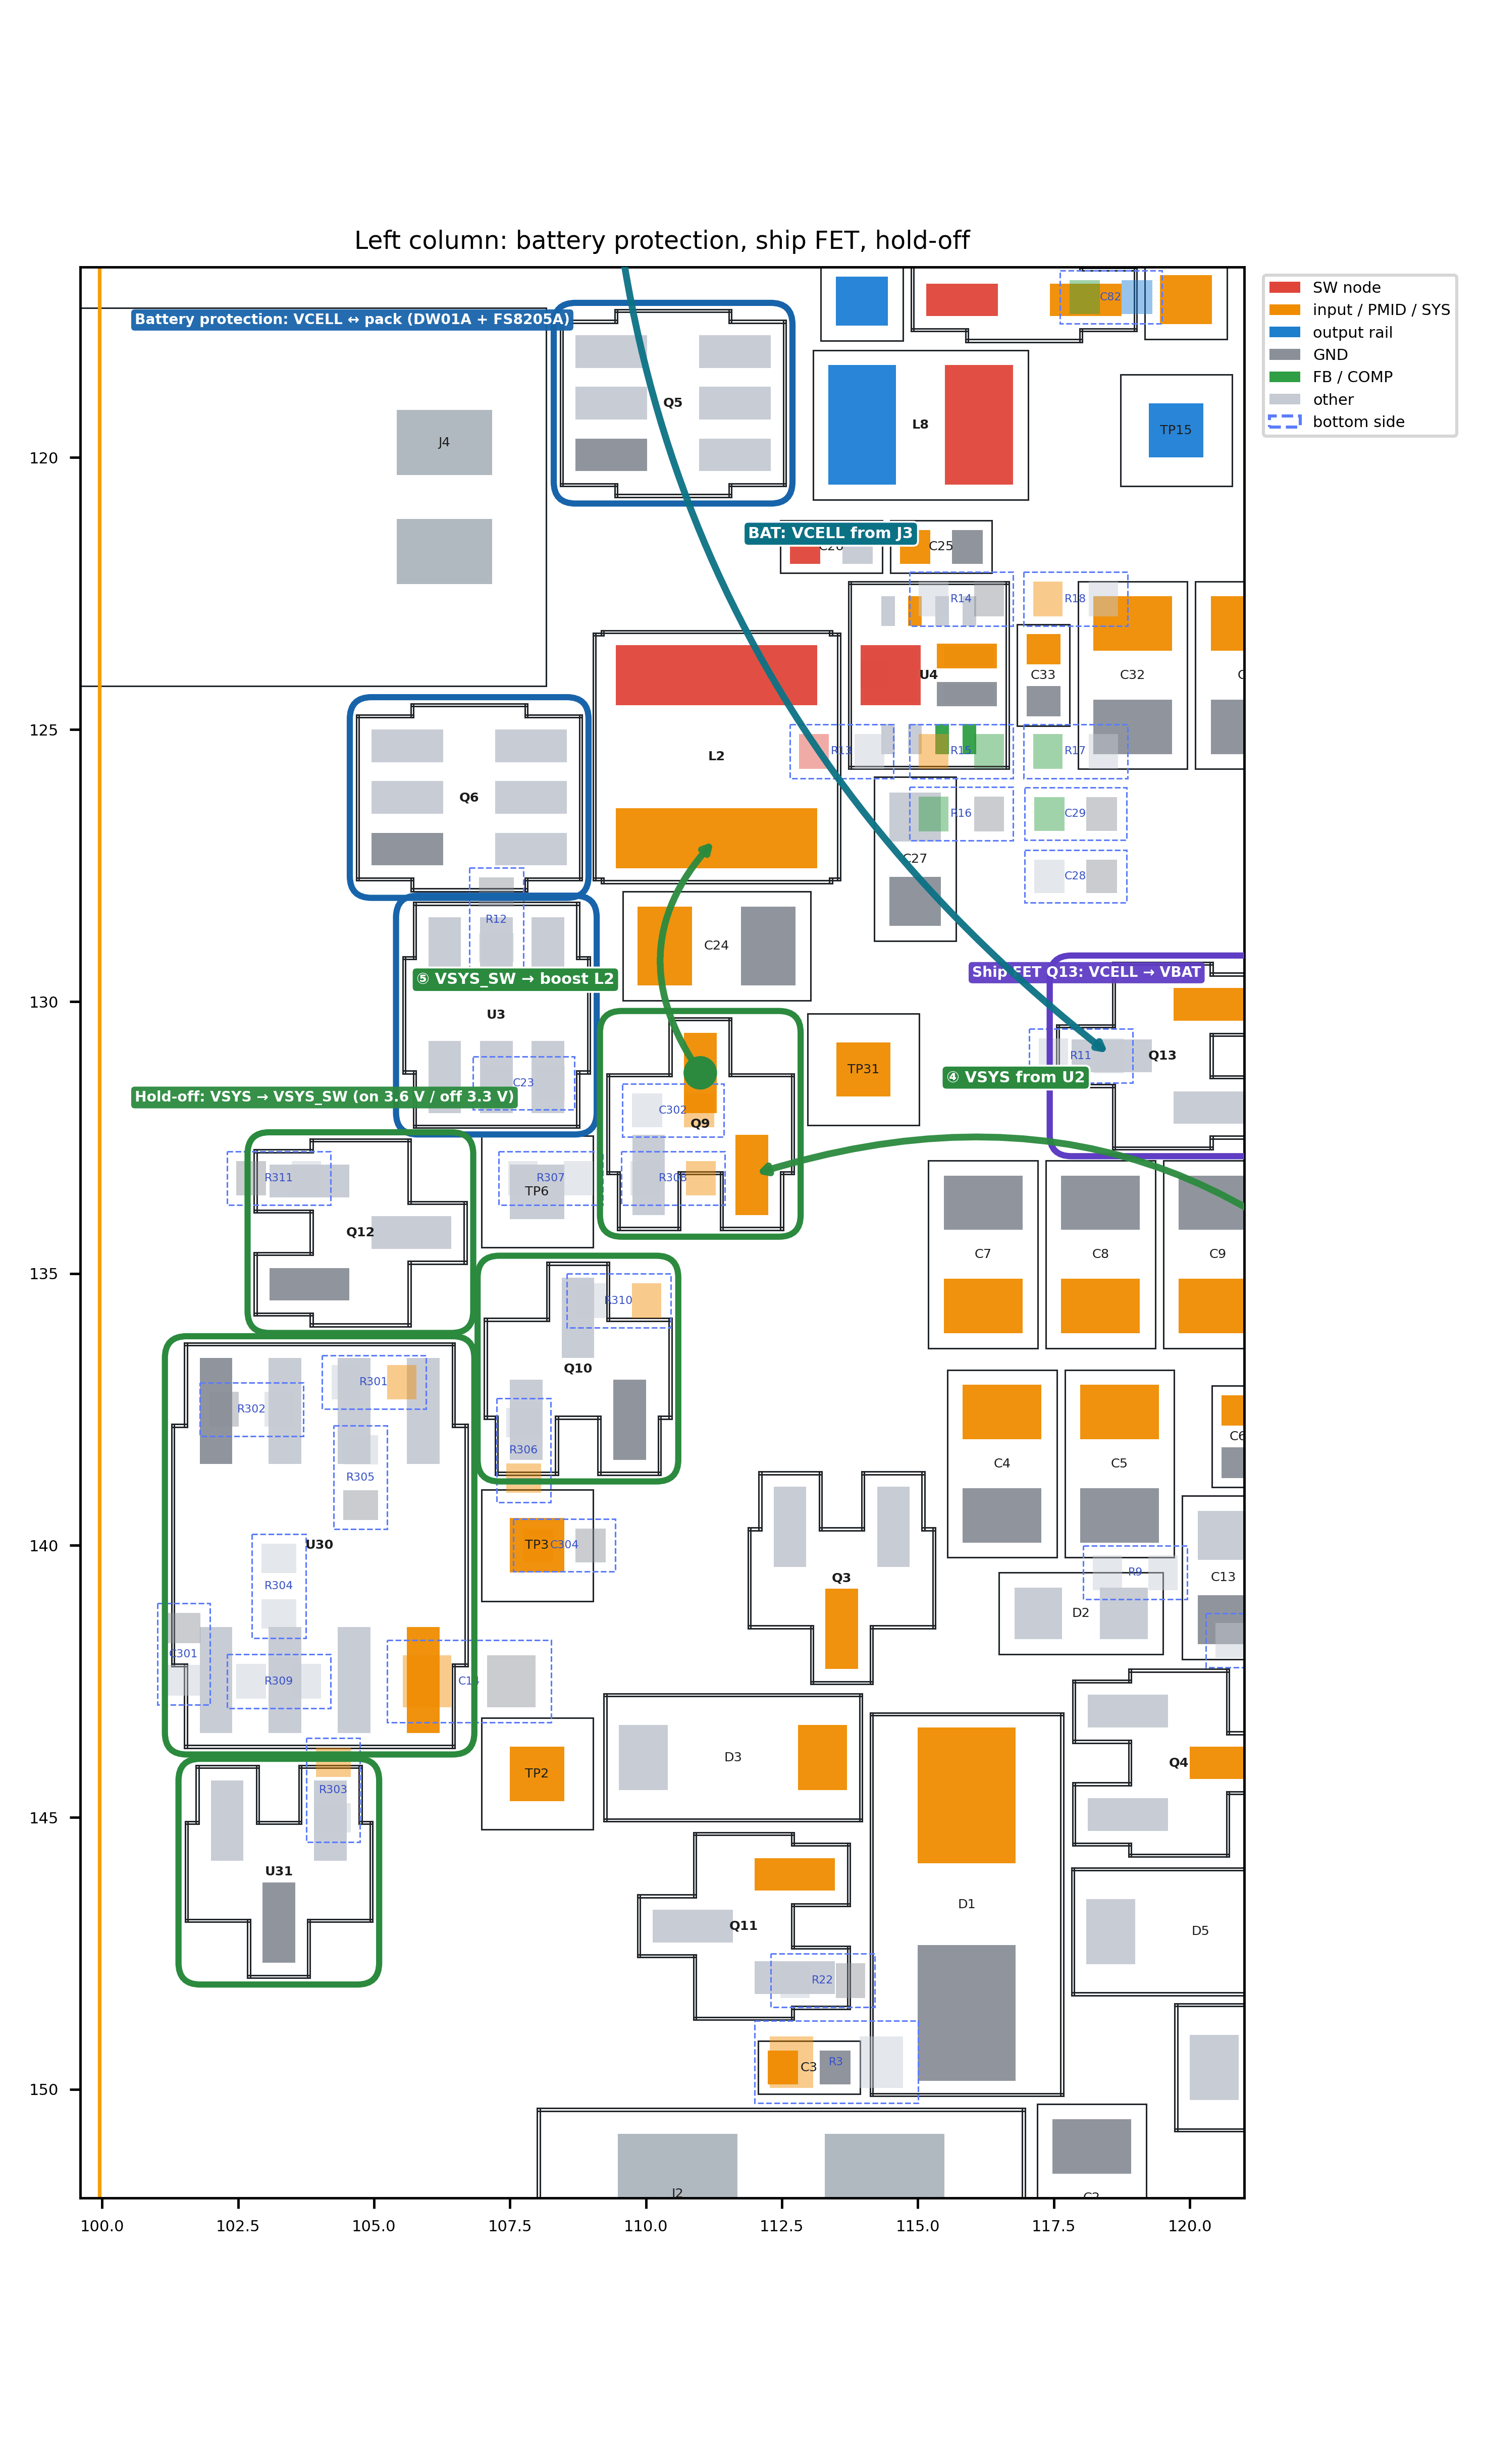 Left column: battery protection, ship FET, hold-off
SW node
input / PMID / SYS
output rail
GND
FB / COMP
other
bottom side
Battery protection: VCELL ↔ pack (DW01A + FS8205A)
C82
Q5
L8
TP15
J4
120
BAT: VCELL from J3
C25
R14
R18
U4
C33
C32
C
125
L2
R13
R15
R17
Q6
R16
C29
C27
C28
R12
C24
⑤ VSYS_SW → boost L2
Ship FET Q13: VCELL → VBAT
130
U3
R11
Q13
TP31
④ VSYS from U2
C23
Hold-off: VSYS → VSYS_SW (on 3.6 V / off 3.3 V)
C302
Q9
R311
R307
R308
TP6
Q12
C7
C8
C9
135
R310
Q10
R301
R302
R306
C6
C4
C5
R305
U30
TP3
C304
140
R9
Q3
C13
R304
D2
C301
R309
D3
TP2
Q4
R303
145
U31
D1
Q11
D5
R22
C3
R3
150
J2
C2
100.0
102.5
105.0
107.5
110.0
112.5
115.0
117.5
120.0